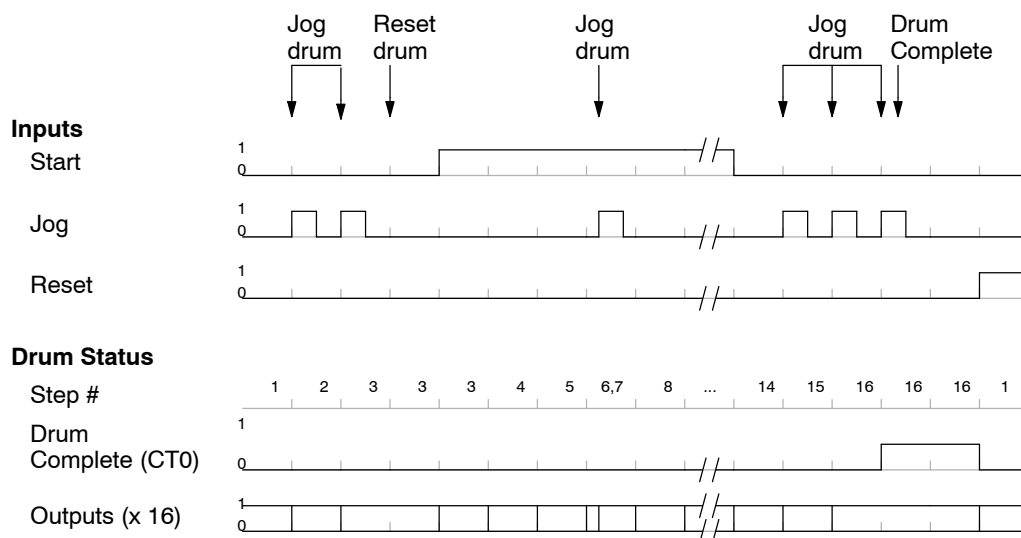 Jog drum
Reset drum
Jog drum
Jog drum
Drum Complete
Inputs
Start
1
0
Jog
1
0
Reset
1
0
Drum Status
Step #
1 2 3 3 3 4 5 6,7 8 ... 14 15 16 16 16 1
Drum Complete (CT0)
1
0
Outputs (x 16)
1
0